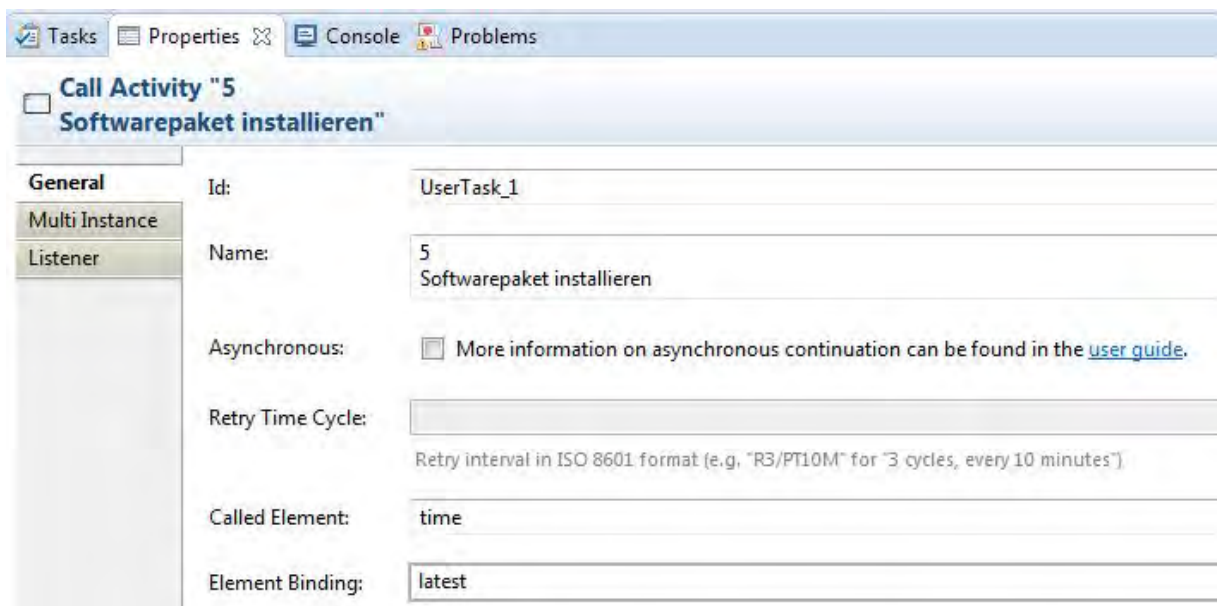 Tasks Properties Console Problems
Call Activity "5
Softwarepaket installieren"
General
Multi Instance
Listener
Id: UserTask_1
Name: 5
Softwarepaket installieren
Asynchronous: More information on asynchronous continuation can be found in the user guide.
Retry Time Cycle:
Retry interval in ISO 8601 format (e.g. "R3/PT10M" for "3 cycles, every 10 minutes")
Called Element: time
Element Binding: latest